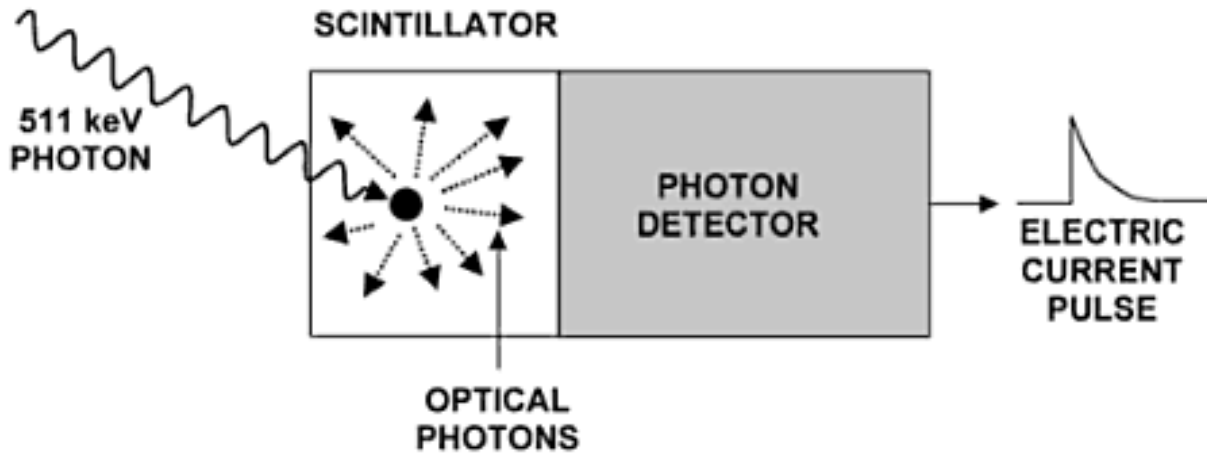 SCINTILLATOR
511 keV
PHOTON
PHOTON
DETECTOR
ELECTRIC
CURRENT
PULSE
OPTICAL
PHOTONS